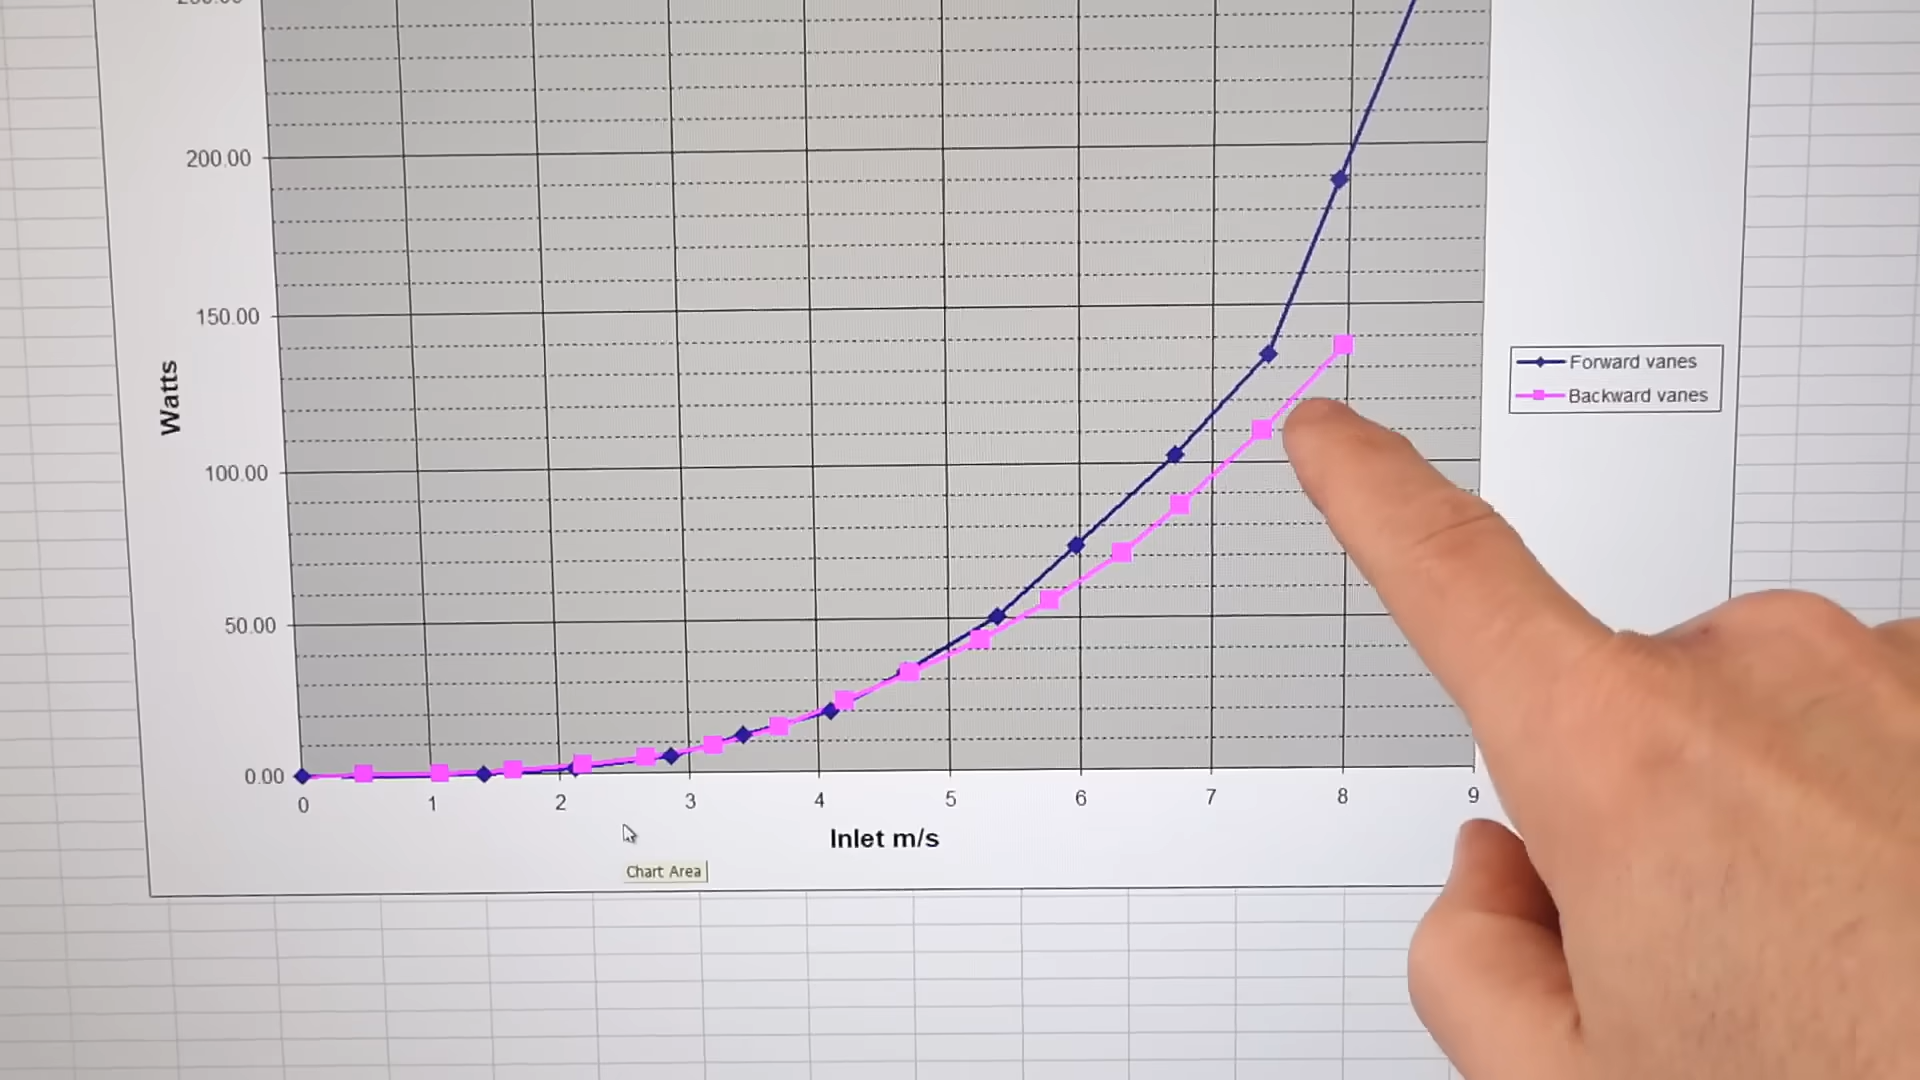 200.00
150.00
100.00
50.00
0.00
Watts
0 1 2 3 4 5 6 7 8 9
Inlet m/s
Forward vanes
Backward vanes
Chart Area